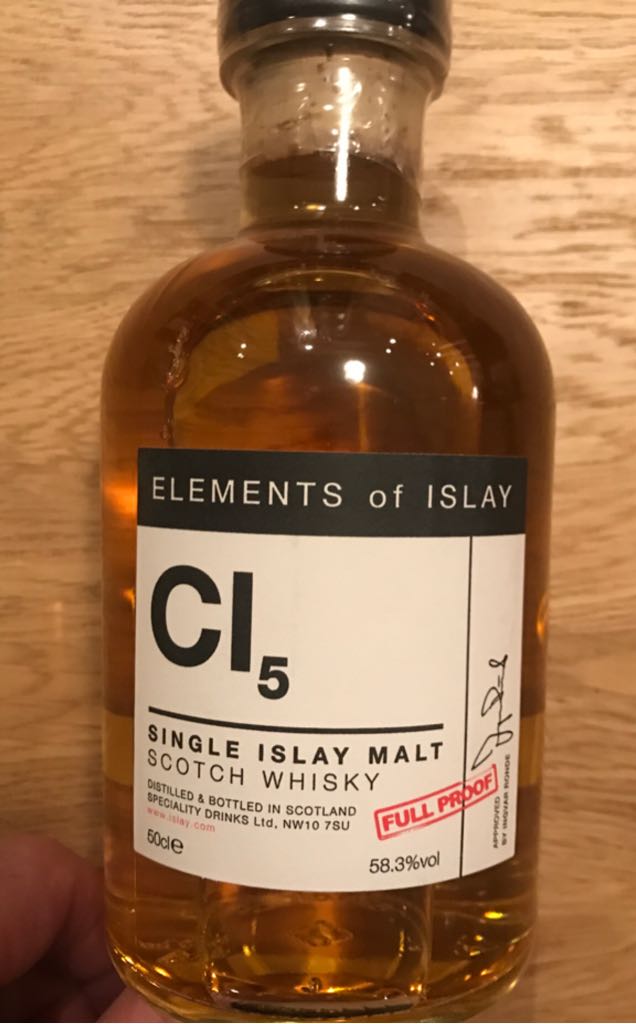 ELEMENTS of ISLAY
Cl5
SINGLE ISLAY MALT
SCOTCH WHISKY
DISTILLED & BOTTLED IN SCOTLAND
SPECIALITY DRINKS Ltd, NW10 7SU
www.islay.com
50cle
58.3%vol
FULL PROOF
APPROVED
BY INGVAR RONDE